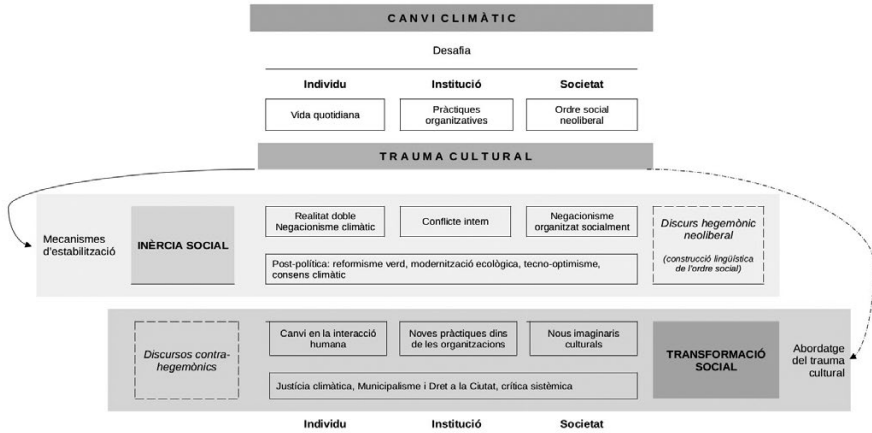 CANVI CLIMÀTIC
Desafia
Individu
Institució
Societat
Vida quotidiana
Pràctiques
organitzatives
Ordre social
neoliberal
TRAUMA CULTURAL
Mecanismes
d'estabilització
INÈRCIA SOCIAL
Realitat doble
Negacionisme climàtic
Conflicte intern
Negacionisme
organitzat socialment
Post-política: reformisme verd, modernització ecològica, tecno-optimisme,
consens climàtic
Discurs hegemònic
neoliberal
(construcció lingüística
de l'ordre social)
Discursos contra-
hegemònics
Canvi en la interacció
humana
Noves pràctiques dins
de les organitzacions
Nous imaginaris
culturals
Justícia climàtica, Municipalisme i Dret a la Ciutat, crítica sistèmica
TRANSFORMACIÓ
SOCIAL
Abordatge
del trauma
cultural
Individu
Institució
Societat